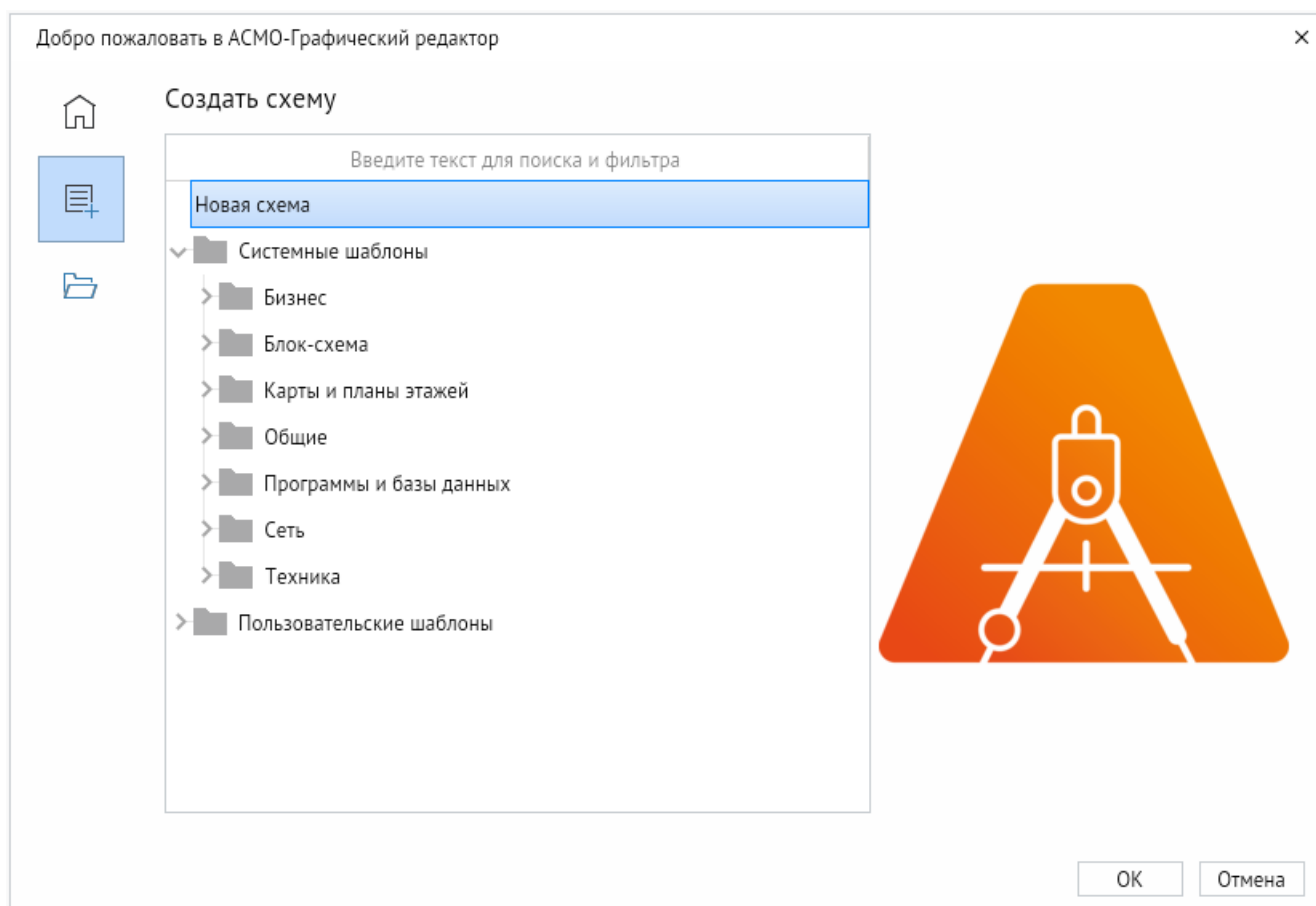 Добро пожаловать в АСМО-Графический редактор
Создать схему
Введите текст для поиска и фильтра
Новая схема
Системные шаблоны
Бизнес
Блок-схема
Карты и планы этажей
Общие
Программы и базы данных
Сеть
Техника
Пользовательские шаблоны
ОК
Отмена